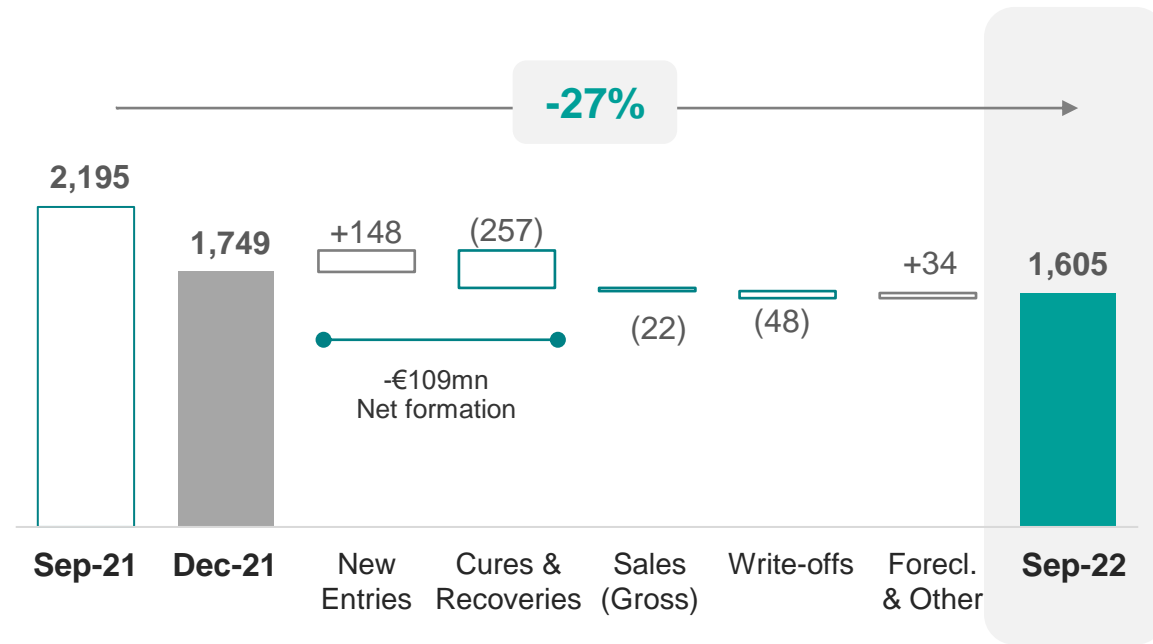 -27%
2,195
1,749
+148
(257)
(22)
(48)
+34
1,605
-€109mn
Net formation
Sep-21
Dec-21
New
Entries
Cures &
Recoveries
Sales
(Gross)
Write-offs
Forecl.
& Other
Sep-22